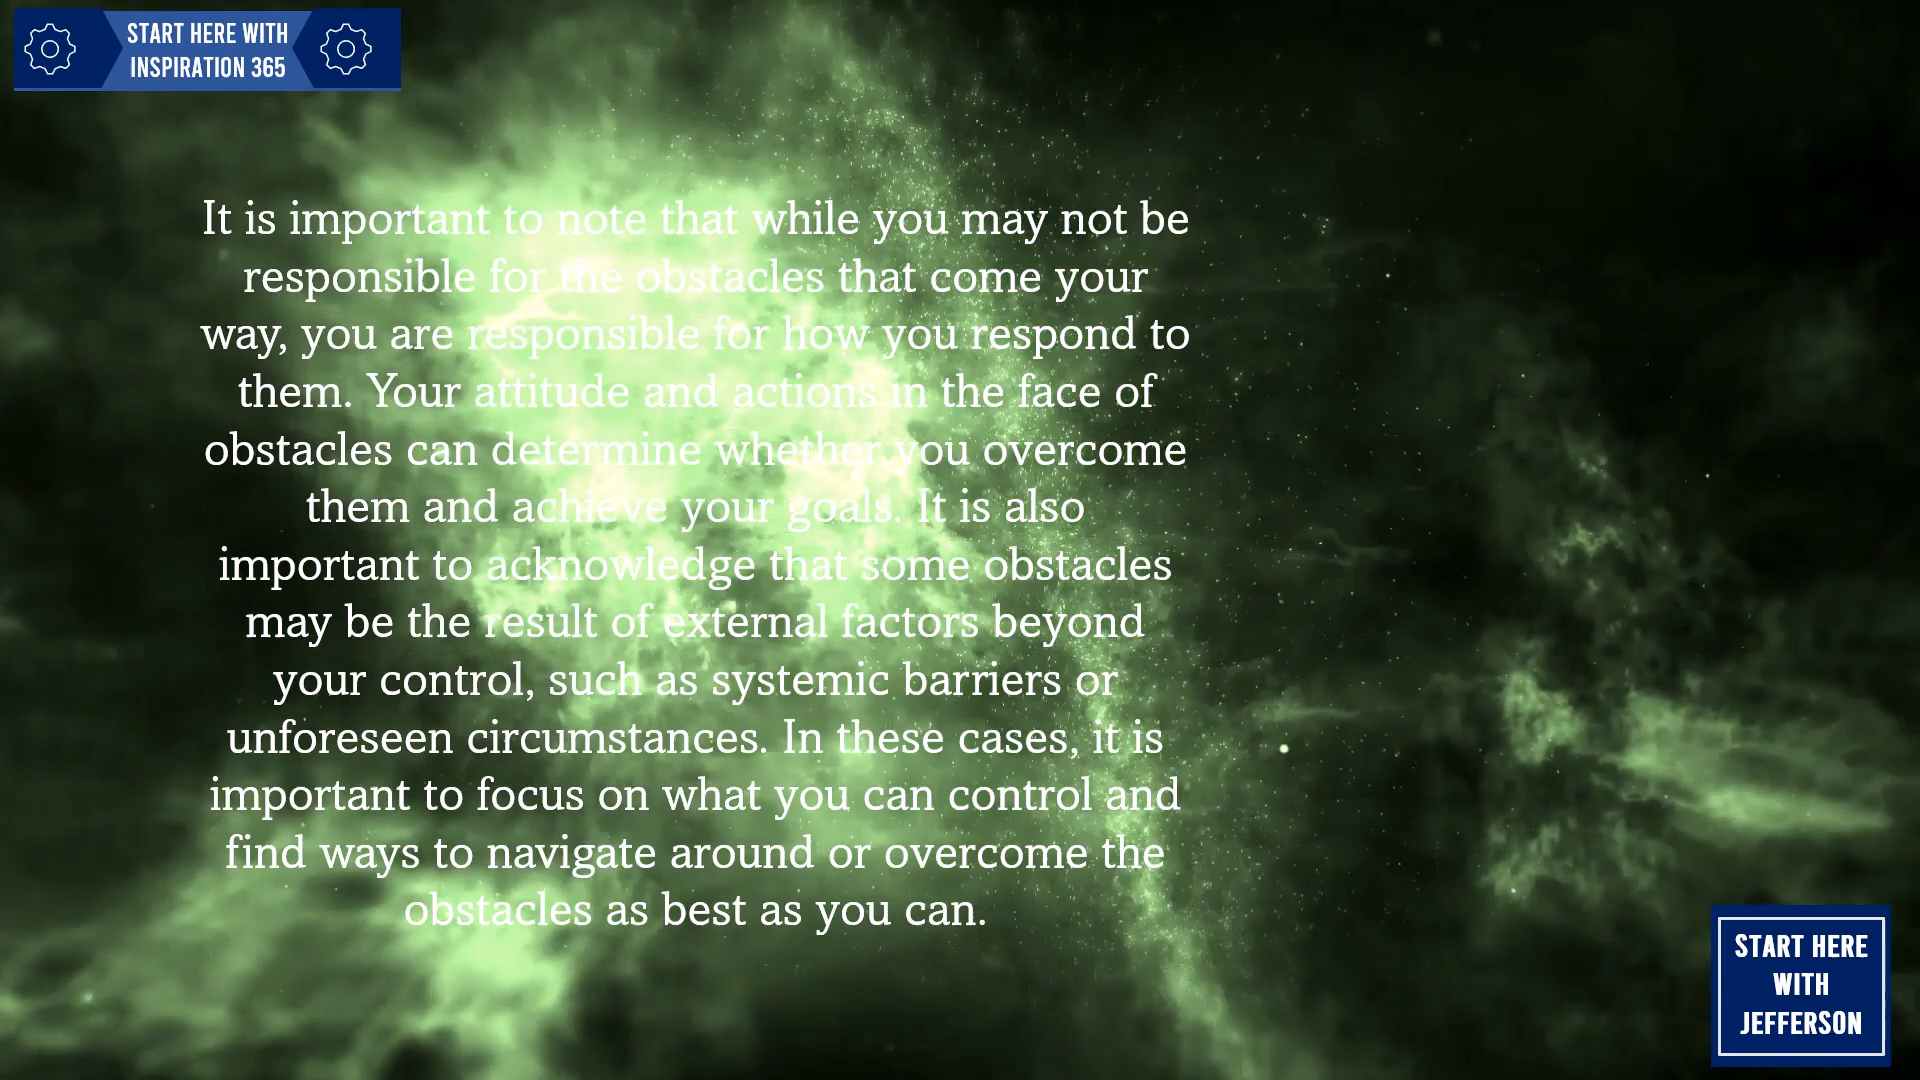 START HERE WITH
INSPIRATION 365
It is important to note that while you may not be
responsible for the obstacles that come your
way, you are responsible for how you respond to
them. Your attitude and actions in the face of
obstacles can determine whether you overcome
them and achieve your goals. It is also
important to acknowledge that some obstacles
may be the result of external factors beyond
your control, such as systemic barriers or
unforeseen circumstances. In these cases, it is
important to focus on what you can control and
find ways to navigate around or overcome the
obstacles as best as you can.
START HERE
WITH
JEFFERSON